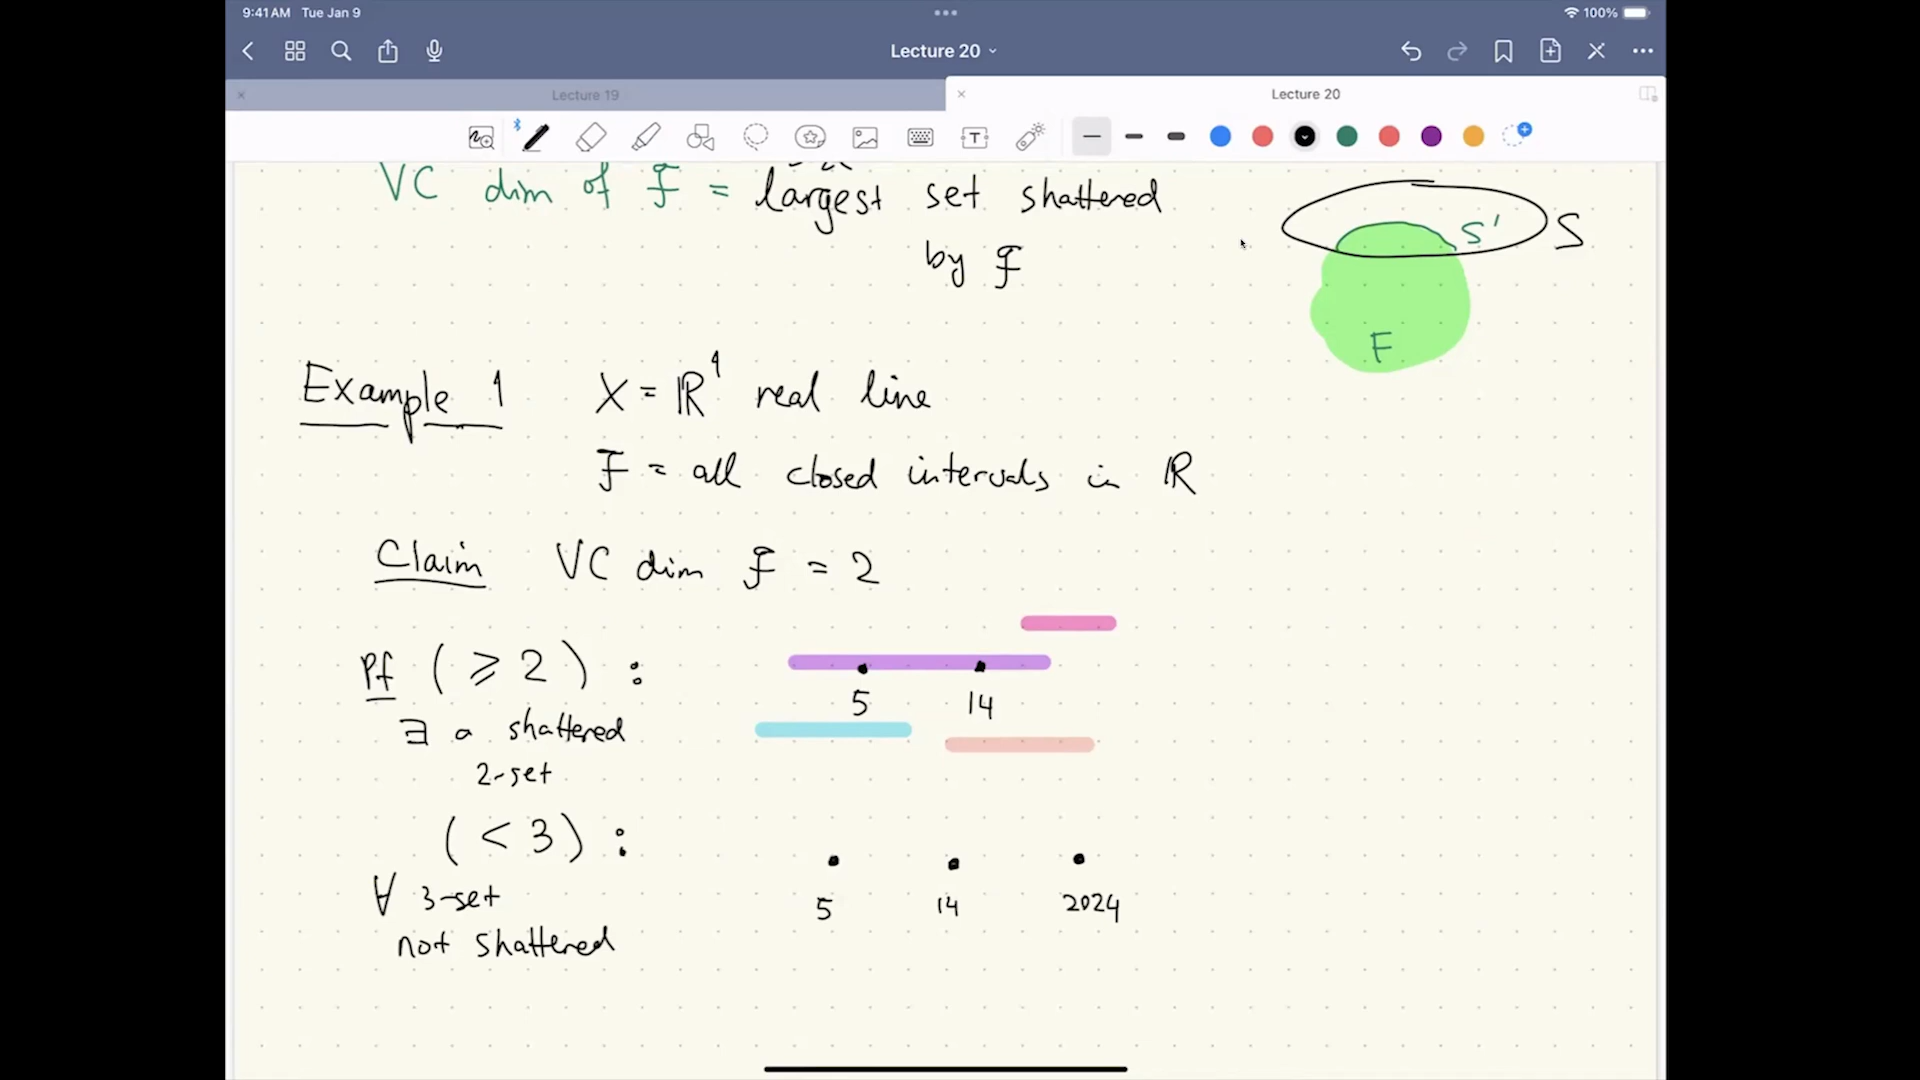 9:41 AM Tue Jan 9
100%
Lecture 20
Lecture 19
Lecture 20
T
VC dim of F = largest set shattered
by F
S'
S
F
Example 1 X = ℝ¹ real line
F = all closed intervals in ℝ
Claim VC dim F = 2
Pf (≥ 2) :
5 14
∃ a shattered
2-set
(< 3) :
∀ 3-set
5 14 2024
not shattered